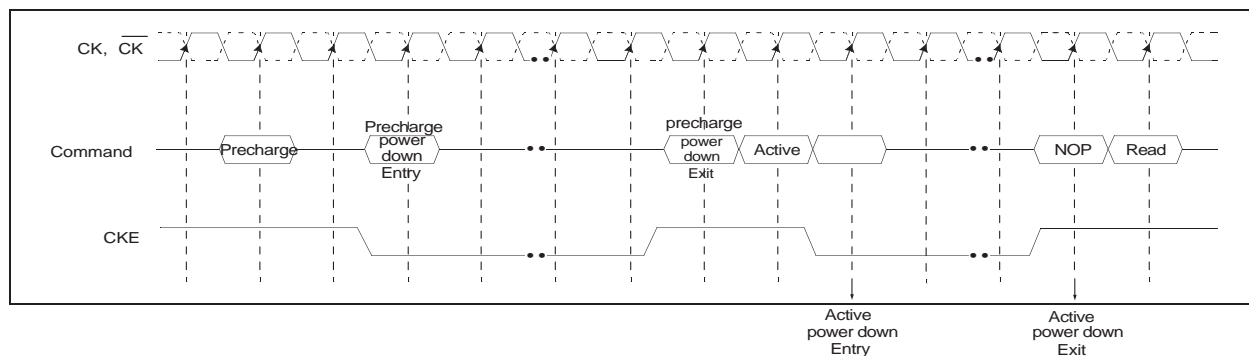 CK, CK
Command
Precharge
Precharge
power
down
Entry
precharge
power
down
Exit
Active
NOP
Read
CKE
Active
power down
Entry
Active
power down
Exit